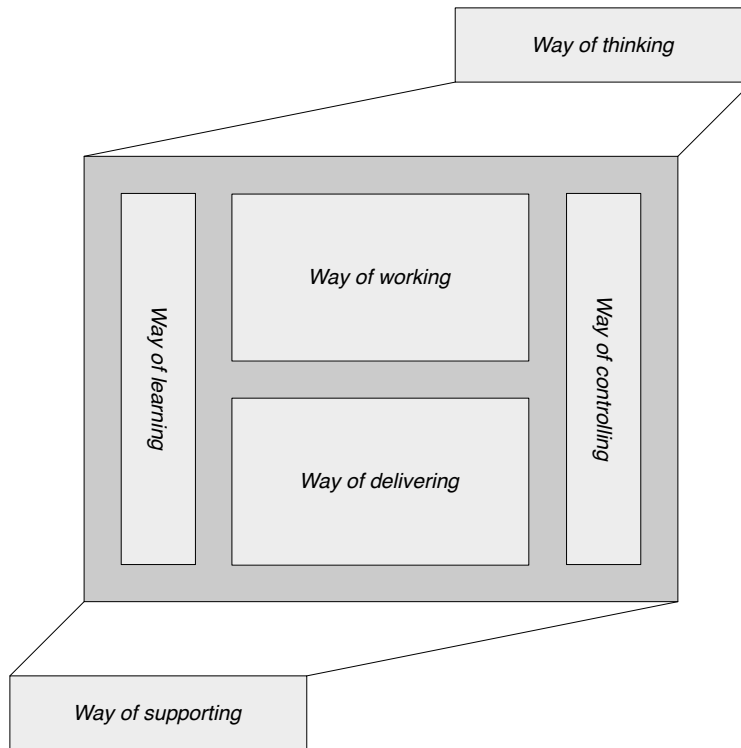 Way of thinking
Way of working
Way of learning
Way of controlling
Way of delivering
Way of supporting